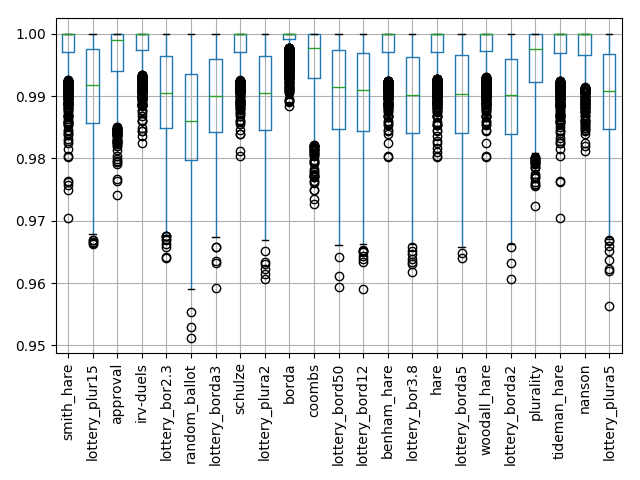 1.00
0.99
0.98
0.97
0.96
0.95
smith_hare
lottery_plur15
approval
irv-duels
lottery_bor2.3
random_ballot
lottery_borda3
schulze
lottery_plura2
borda
coombs
lottery_bord50
lottery_bord12
benham_hare
lottery_bor3.8
hare
lottery_borda5
woodall_hare
lottery_borda2
plurality
tideman_hare
nanson
lottery_plura5